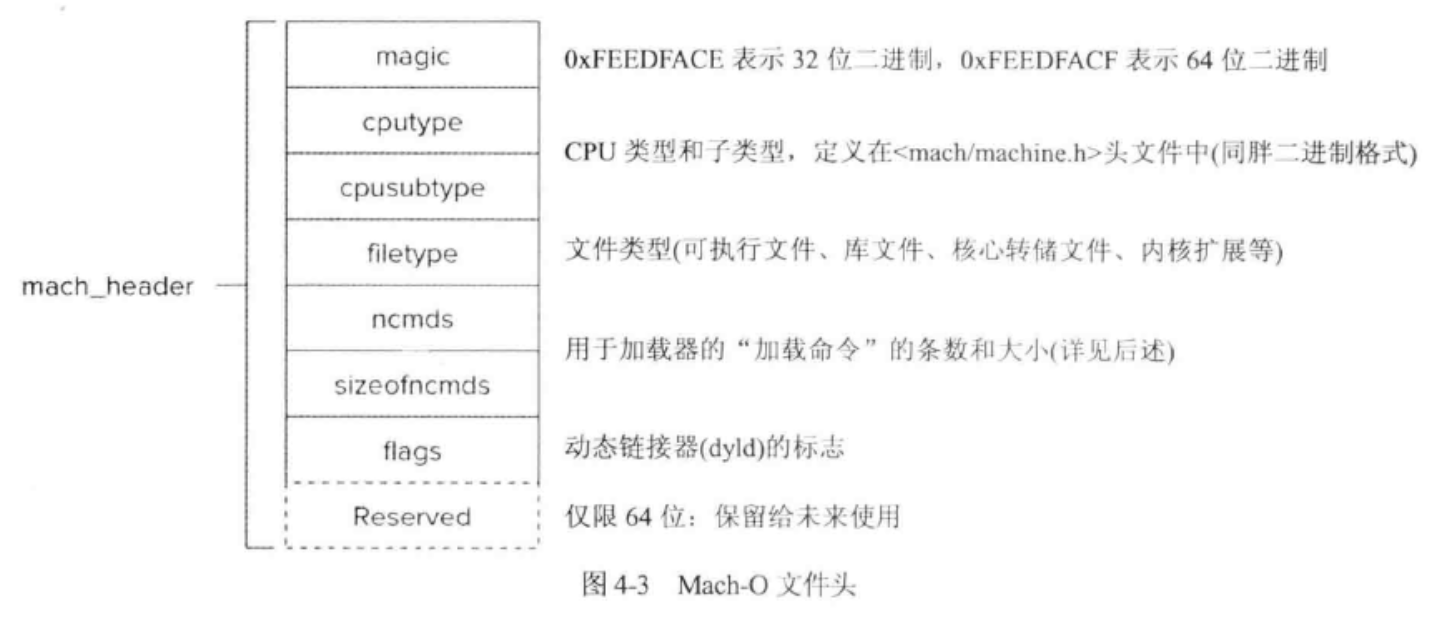 magic
0xFEEDFACE 表示 32 位二进制，0xFEEDFACF 表示 64 位二进制
cputype
CPU 类型和子类型，定义在<mach/machine.h>头文件中(同胖二进制格式)
cpusubtype
filetype
文件类型(可执行文件、库文件、核心转储文件、内核扩展等)
mach_header
ncmds
用于加载器的“加载命令”的条数和大小(详见后述)
sizeofncmds
flags
动态链接器(dyld)的标志
Reserved
仅限 64 位：保留给未来使用
图 4-3 Mach-O 文件头